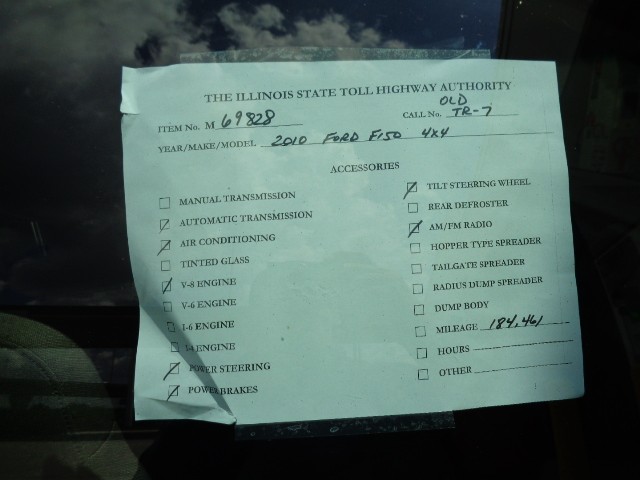 THE ILLINOIS STATE TOLL HIGHWAY AUTHORITY
ITEM No. M 69828
CALL No. OLD TR-7
YEAR/MAKE/MODEL 2010 FORD F150 4x4
ACCESSORIES
MANUAL TRANSMISSION
AUTOMATIC TRANSMISSION
AIR CONDITIONING
TINTED GLASS
V-8 ENGINE
V-6 ENGINE
I-6 ENGINE
I-4 ENGINE
POWER STEERING
POWER BRAKES
TILT STEERING WHEEL
REAR DEFROSTER
AM/FM RADIO
HOPPER TYPE SPREADER
TAILGATE SPREADER
RADIUS DUMP SPREADER
DUMP BODY
MILEAGE 184,461
HOURS
OTHER